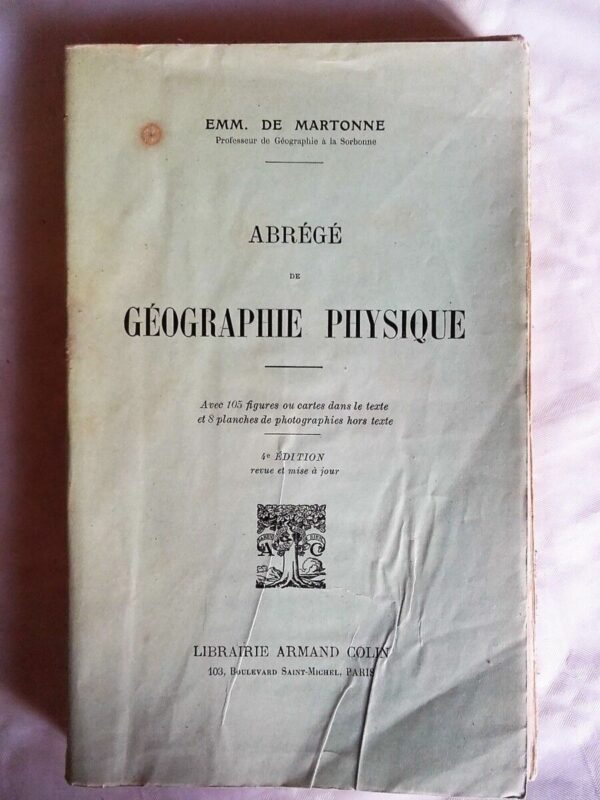 EMM. DE MARTONNE
Professeur de Géographie à la Sorbonne
ABRÉGÉ
DE
GÉOGRAPHIE PHYSIQUE
Avec 105 figures ou cartes dans le texte
et 8 planches de photographies hors texte
4e ÉDITION
revue et mise à jour
A C
LIBRAIRIE ARMAND COLIN
103, BOULEVARD SAINT-MICHEL, PARIS